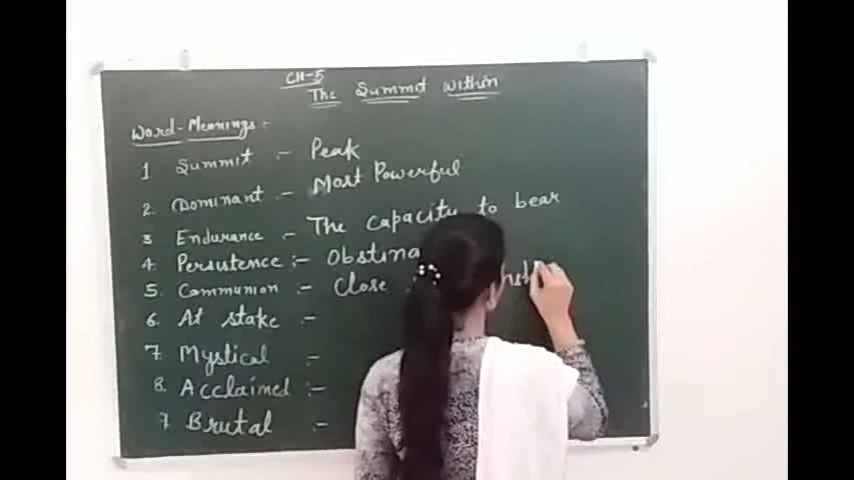 CH-5
The Summit Within
Word-Meanings :-
1 Summit :- Peak
2. Dominant :- Most Powerful
3 Endurance :- The capacity to bear
4. Persistence :- Obstina
5. Communion :- Close
6. At stake :-
7. Mystical :-
8. Acclaimed :-
9. Brutal :-